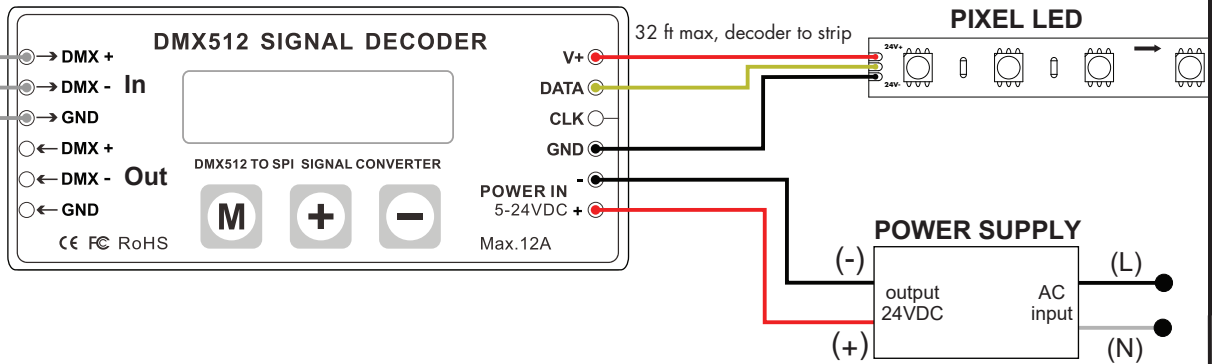 PIXEL LED
DMX512 SIGNAL DECODER
32 ft max, decoder to strip
DMX +
DMX - In
GND
DMX +
DMX - Out
GND
CE FC RoHS
DMX512 TO SPI SIGNAL CONVERTER
M + -
V+
DATA
CLK
GND
-
POWER IN
5-24VDC +
Max.12A
24V+
24V-
POWER SUPPLY
(-)
(+)
output
24VDC
AC
input
(L)
(N)